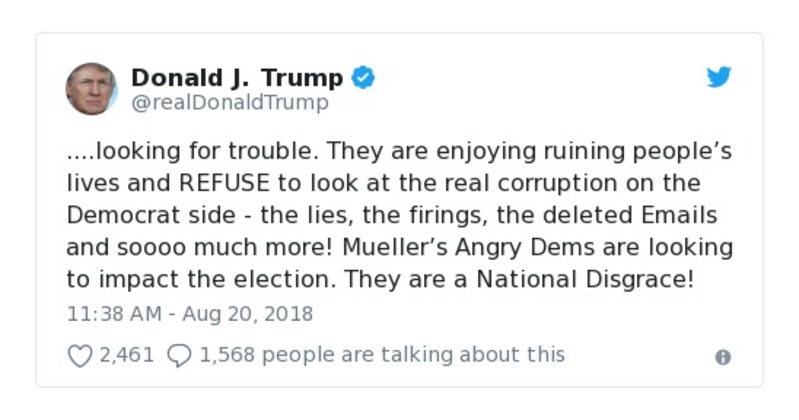 Donald J. Trump
@realDonaldTrump
....looking for trouble. They are enjoying ruining people’s
lives and REFUSE to look at the real corruption on the
Democrat side - the lies, the firings, the deleted Emails
and soooo much more! Mueller’s Angry Dems are looking
to impact the election. They are a National Disgrace!
11:38 AM - Aug 20, 2018
2,461 1,568 people are talking about this